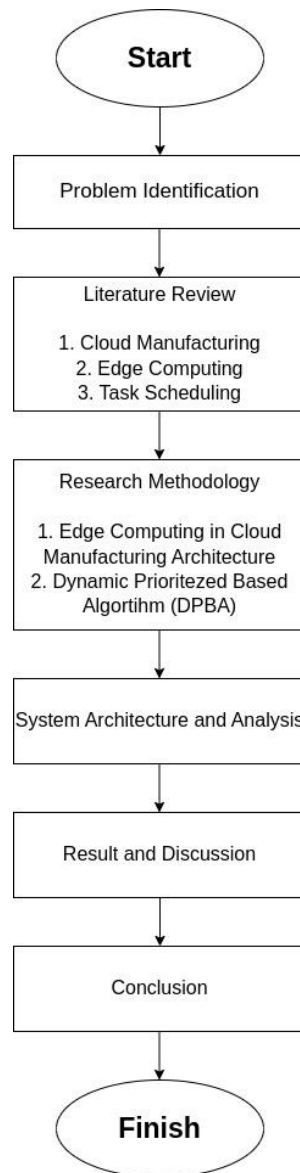 Start
Problem Identification
Literature Review
1. Cloud Manufacturing
2. Edge Computing
3. Task Scheduling
Research Methodology
1. Edge Computing in Cloud
Manufacturing Architecture
2. Dynamic Prioritezed Based
Algortihm (DPBA)
System Architecture and Analysis
Result and Discussion
Conclusion
Finish